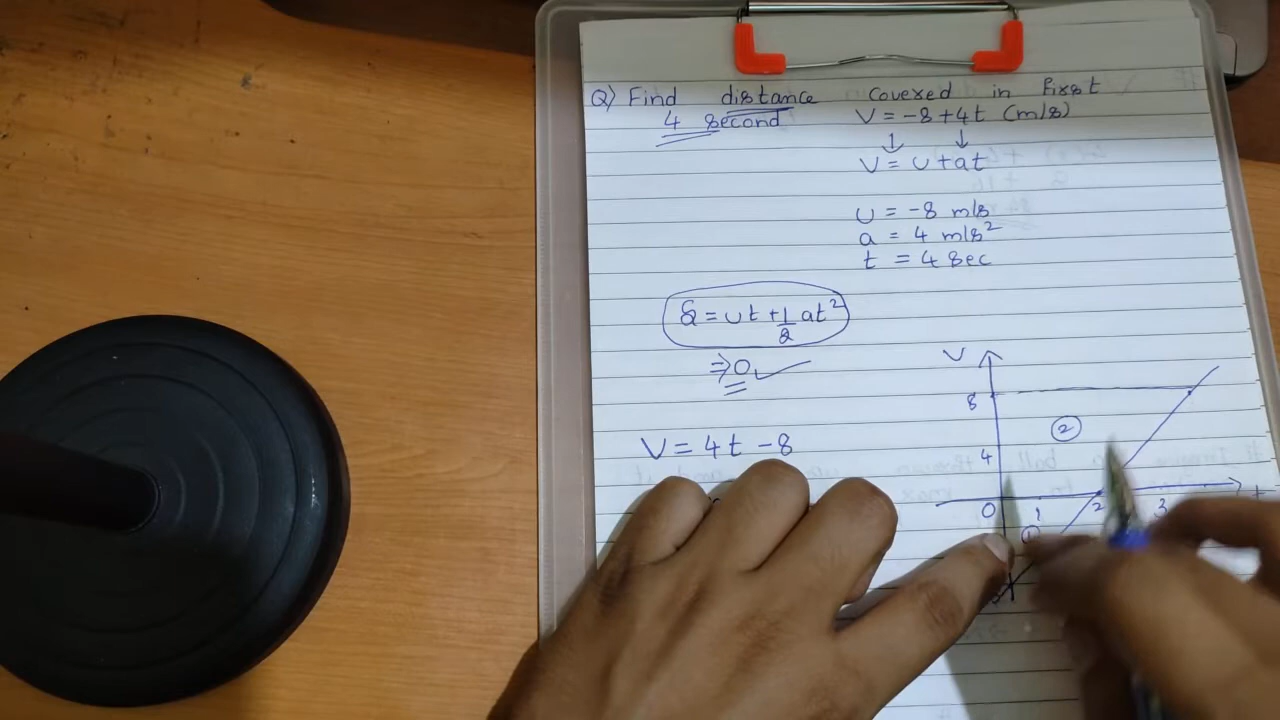 Q) Find distance covered in first
4 second V = -8+4t (m/s)
↓ ↓
V = u+at
u = -8 m/s
a = 4 m/s²
t = 4 sec
S = ut + 1/2 at²
⇒ 0 ✓
V
8
②
V = 4t - 8
4
0 1 2 3 t
①